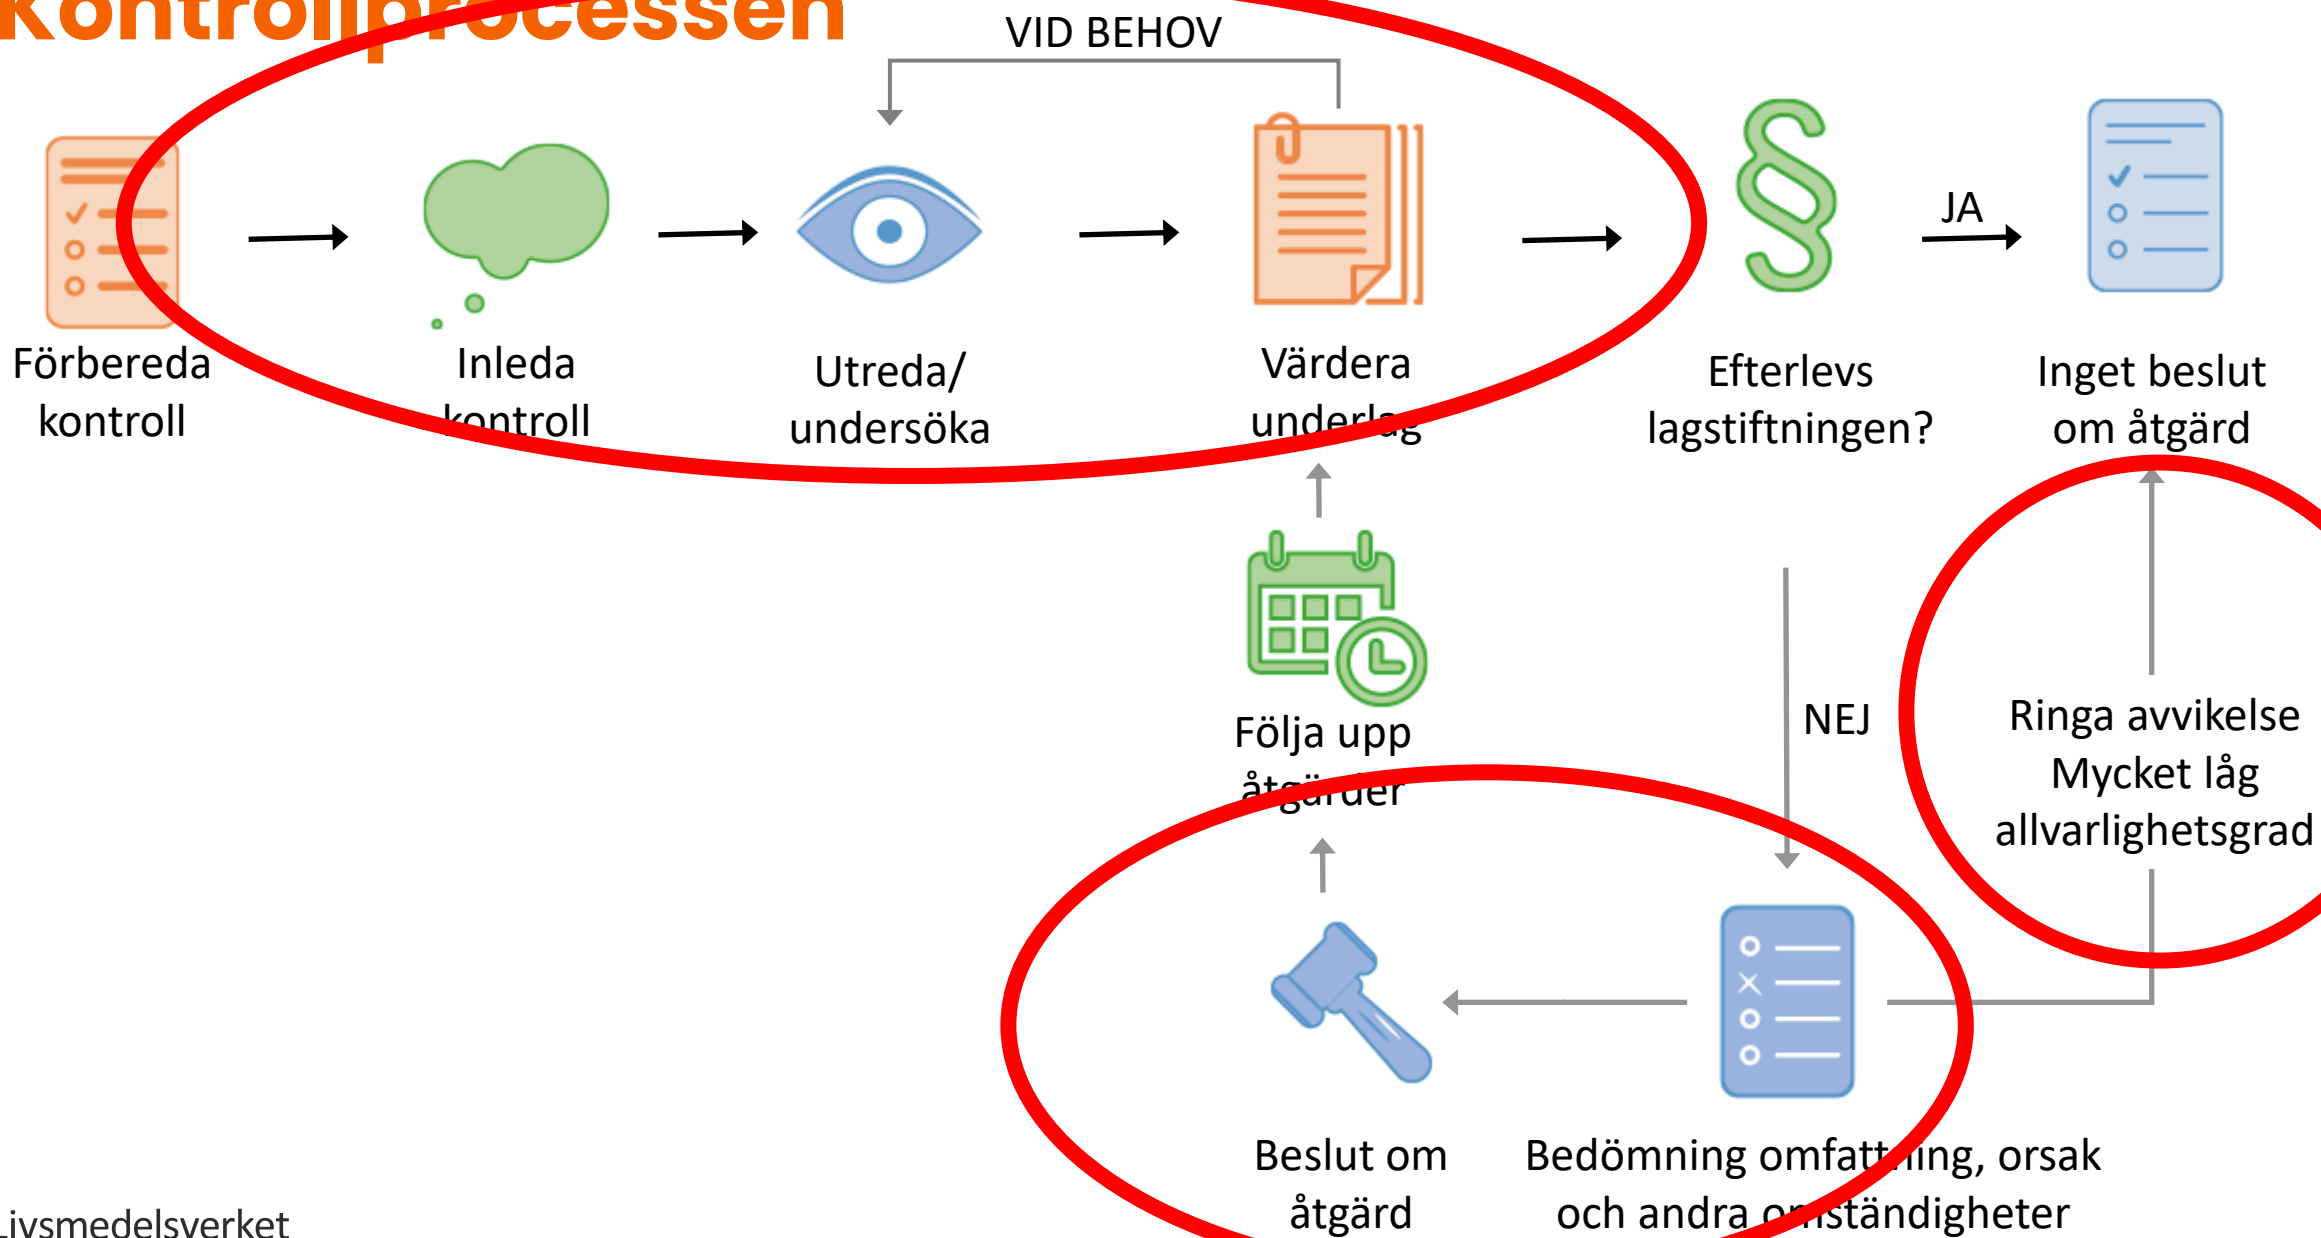 Kontrollprocessen
VID BEHOV
Förbereda
kontroll
Inleda
kontroll
Utreda/
undersöka
Värdera
underlag
Efterlevs
lagstiftningen?
JA
Inget beslut
om åtgärd
NEJ
Ringa avvikelse
Mycket låg
allvarlighetsgrad
Följa upp
åtgärder
Beslut om
åtgärd
Bedömning omfattning, orsak
och andra omständigheter
Livsmedelsverket